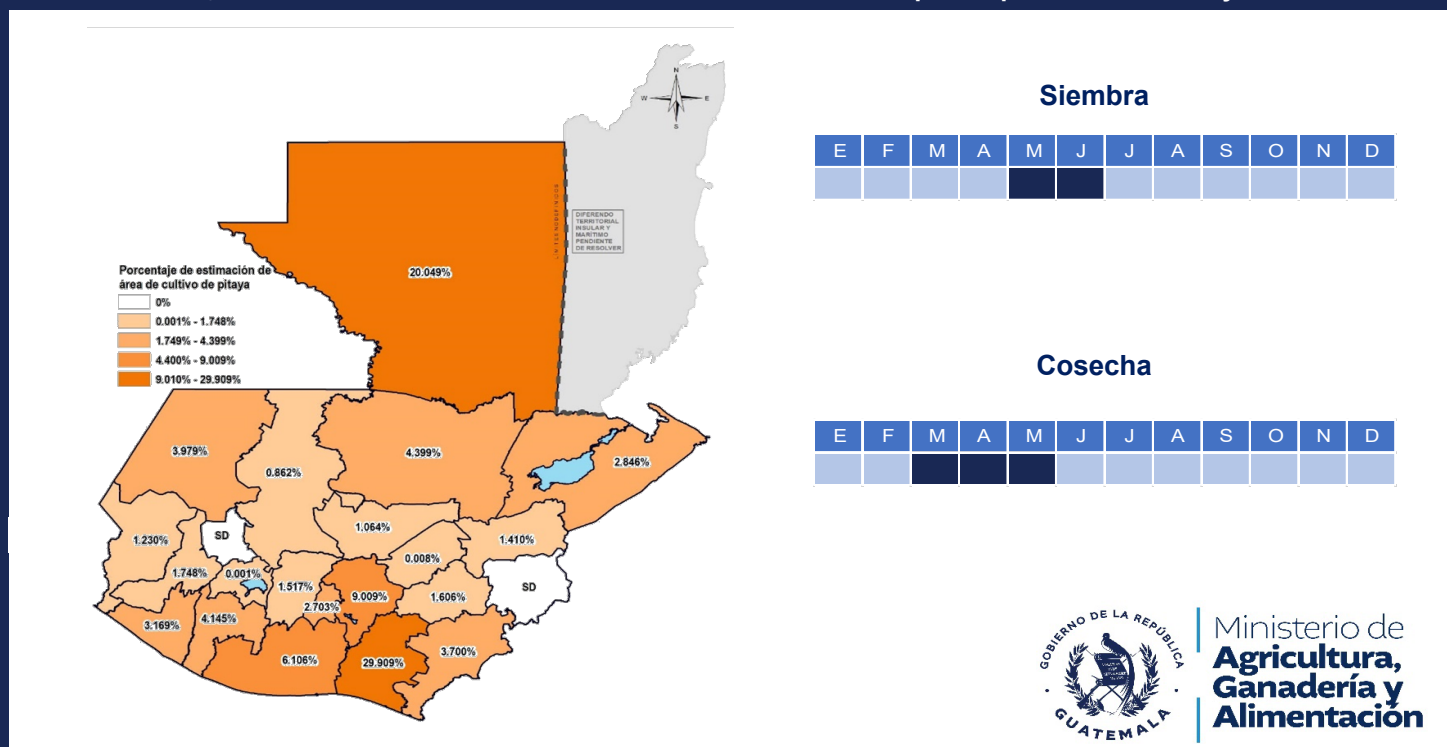 N
W
E
S
LIMITES NO DEFINIDOS
DIFERENDO
TERRITORIAL
INSULAR Y
MARÍTIMO
PENDIENTE
DE RESOLVER
20.049%
Porcentaje de estimación de
área de cultivo de pitaya
0%
0.001% - 1.748%
1.749% - 4.399%
4.400% - 9.009%
9.010% - 29.909%
3.979%
0.862%
4.399%
2.846%
1.230%
SD
1.064%
1.410%
0.008%
1.748%
0.001%
1.517%
SD
9.009%
1.606%
2.703%
3.169%
4.145%
3.700%
6.106%
29.909%
Siembra
E F M A M J J A S O N D
Cosecha
E F M A M J J A S O N D
GOBIERNO DE LA REPÚBLICA
GUATEMALA
Ministerio de
Agricultura,
Ganadería y
Alimentación